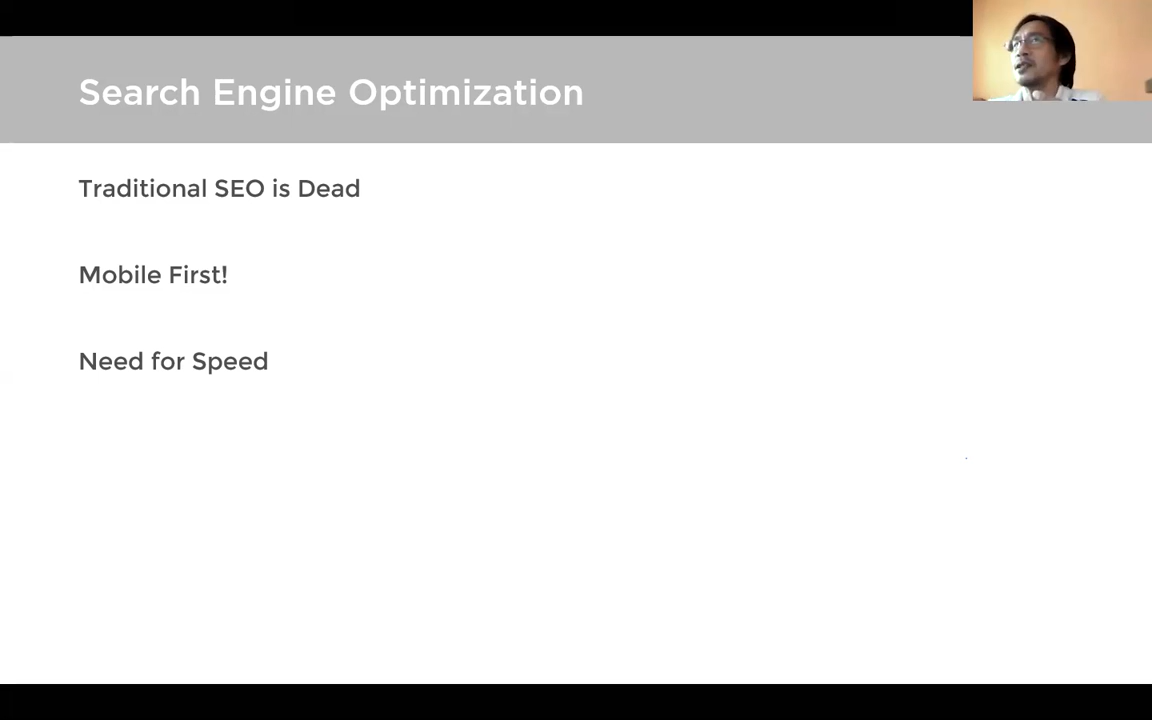 Search Engine Optimization
Traditional SEO is Dead
Mobile First!
Need for Speed